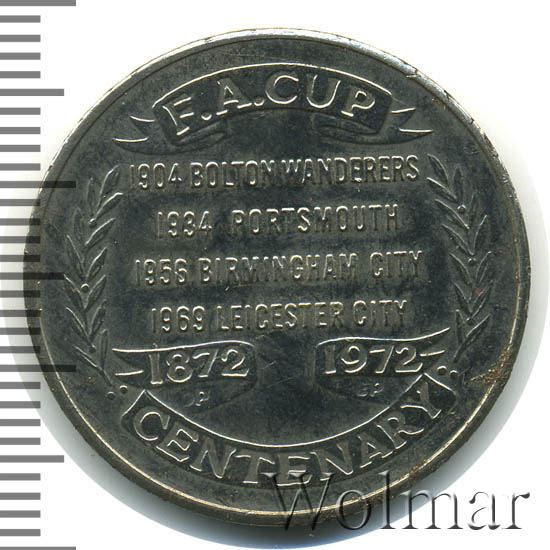 F.A. CUP
1904 BOLTON WANDERERS
1934 PORTSMOUTH
1956 BIRMINGHAM CITY
1969 LEICESTER CITY
1872 1972
CENTENARY
Wolmar